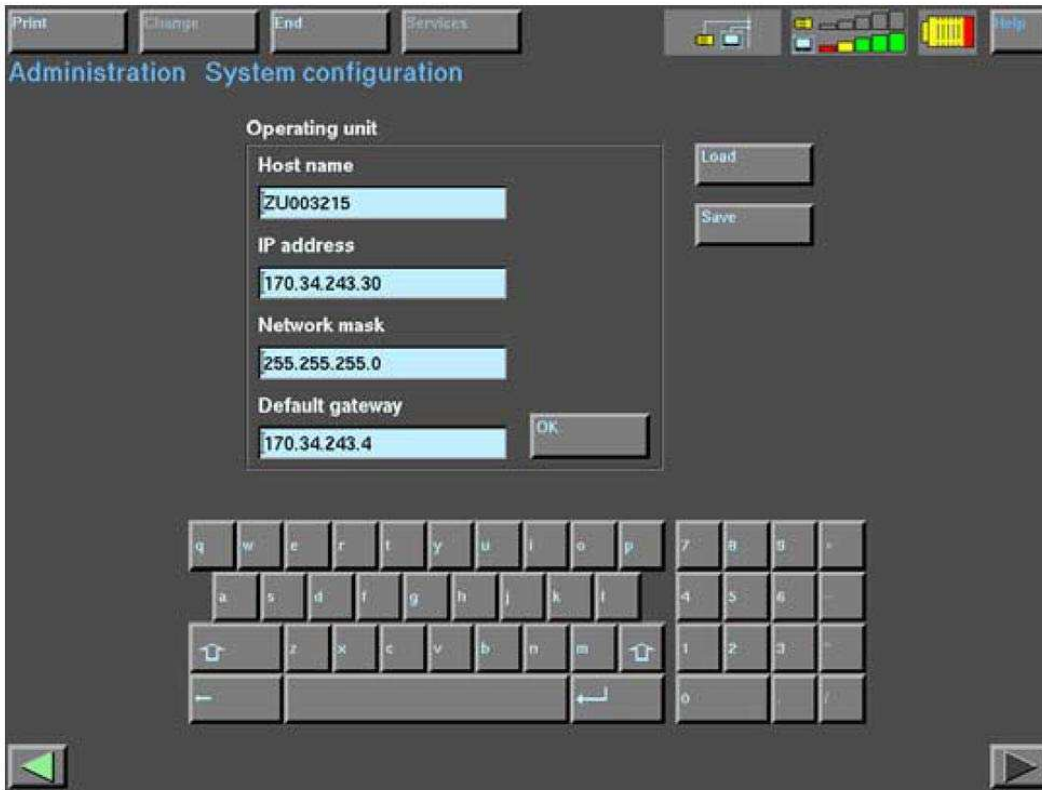 Print Change End Services Help
Administration System configuration
Operating unit
Host name
ZU003215
IP address
170.34.243.30
Network mask
255.255.255.0
Default gateway
170.34.243.4
OK
Load
Save
q w e r t y u i o p 7 8 9
a s d f g h j k l 4 5 6
z x c v b n m 1 2 3
0 . /